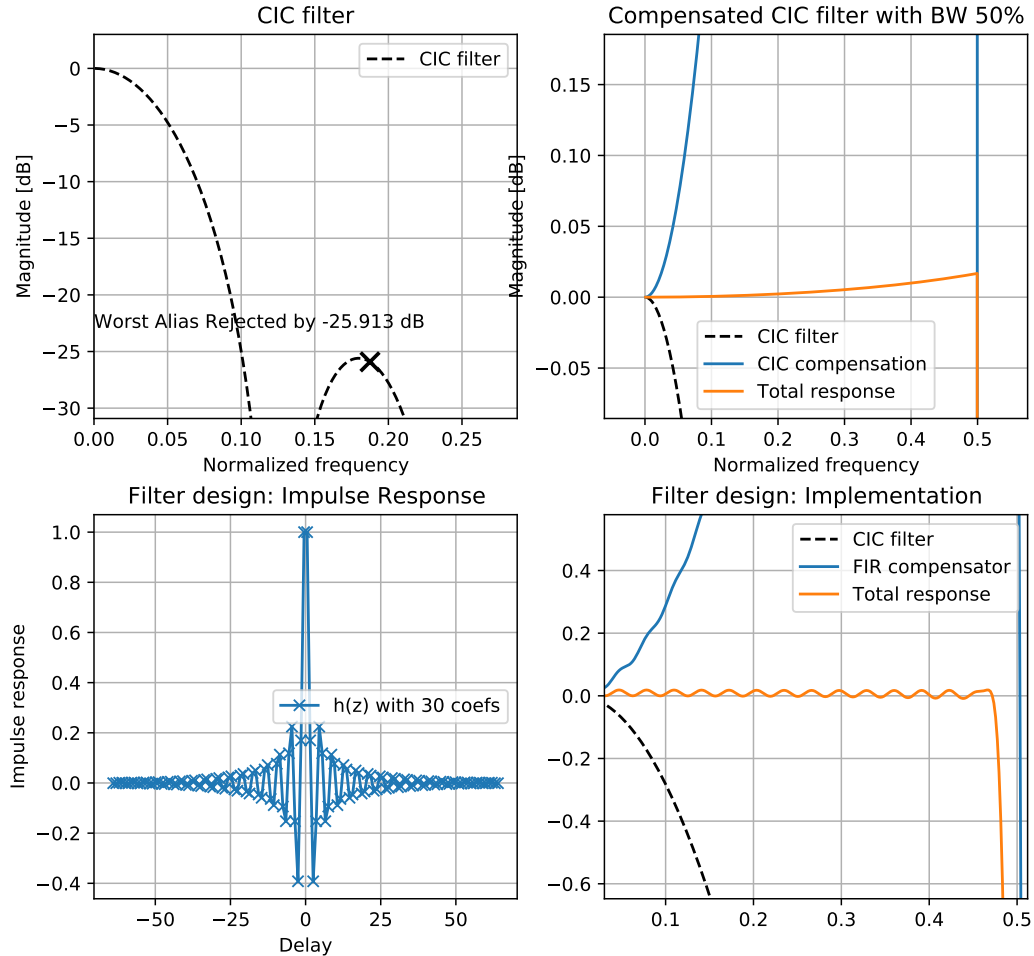 CIC filter
0
−5
−10
−15
−20
−25
−30
Magnitude [dB]
CIC filter
Worst Alias Rejected by -25.913 dB
0.00
0.05
0.10
0.15
0.20
0.25
Normalized frequency
Compensated CIC filter with BW 50%
0.15
0.10
0.05
0.00
−0.05
Magnitude [dB]
CIC filter
CIC compensation
Total response
0.0
0.1
0.2
0.3
0.4
0.5
Normalized frequency
Filter design: Impulse Response
1.0
0.8
0.6
0.4
0.2
0.0
−0.2
−0.4
Impulse response
h(z) with 30 coefs
−50
−25
0
25
50
Delay
Filter design: Implementation
0.4
0.2
0.0
−0.2
−0.4
−0.6
CIC filter
FIR compensator
Total response
0.1
0.2
0.3
0.4
0.5